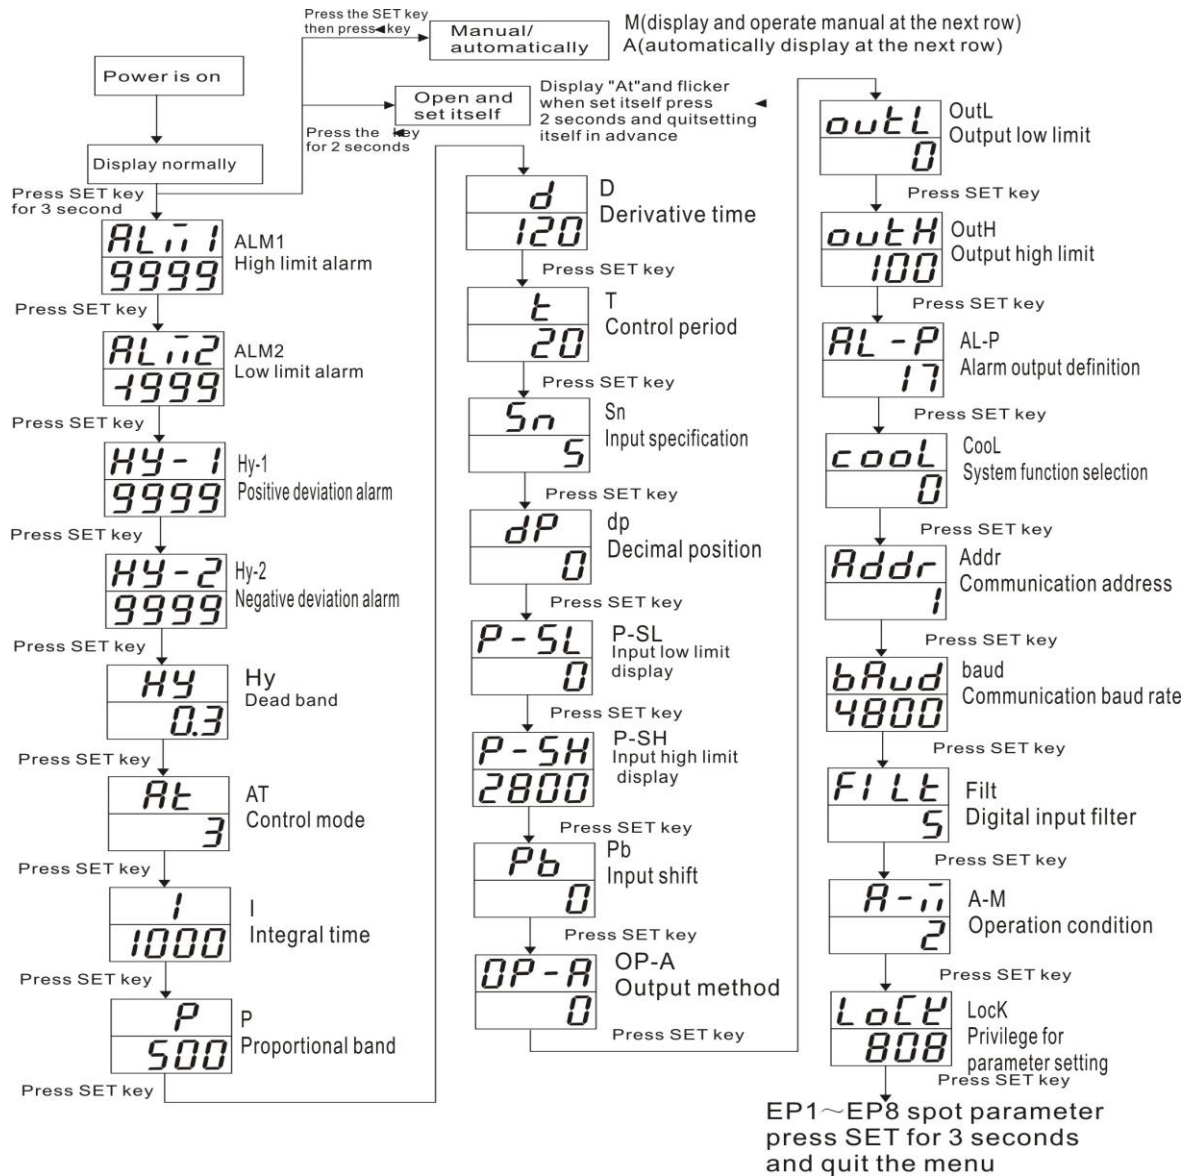 Press the SET key
then press◄key
Manual/
automatically
M(display and operate manual at the next row)
A(automatically display at the next row)
Power is on
Open and
set itself
Display "At"and flicker
when set itself press ◄
2 seconds and quitsetting
itself in advance
Press the ◄key
for 2 seconds
Display normally
Press SET key
for 3 second
ALM1
9999
ALM1
High limit alarm
Press SET key
ALM2
-1999
ALM2
Low limit alarm
Press SET key
HY-1
9999
Hy-1
Positive deviation alarm
Press SET key
HY-2
9999
Hy-2
Negative deviation alarm
Press SET key
HY
0.3
Hy
Dead band
Press SET key
At
3
AT
Control mode
Press SET key
I
1000
I
Integral time
Press SET key
P
500
P
Proportional band
Press SET key
d
120
D
Derivative time
Press SET key
t
20
T
Control period
Press SET key
Sn
5
Sn
Input specification
Press SET key
dP
0
dp
Decimal position
Press SET key
P-SL
0
P-SL
Input low limit
display
Press SET key
P-SH
2800
P-SH
Input high limit
display
Press SET key
Pb
0
Pb
Input shift
Press SET key
OP-A
0
OP-A
Output method
Press SET key
outL
0
OutL
Output low limit
Press SET key
outH
100
OutH
Output high limit
Press SET key
AL-P
17
AL-P
Alarm output definition
Press SET key
cooL
0
CooL
System function selection
Press SET key
Addr
1
Addr
Communication address
Press SET key
bAud
4800
baud
Communication baud rate
Press SET key
FILt
5
Filt
Digital input filter
Press SET key
A-M
2
A-M
Operation condition
Press SET key
LoCK
808
LocK
Privilege for
parameter setting
Press SET key
EP1～EP8 spot parameter
press SET for 3 seconds
and quit the menu